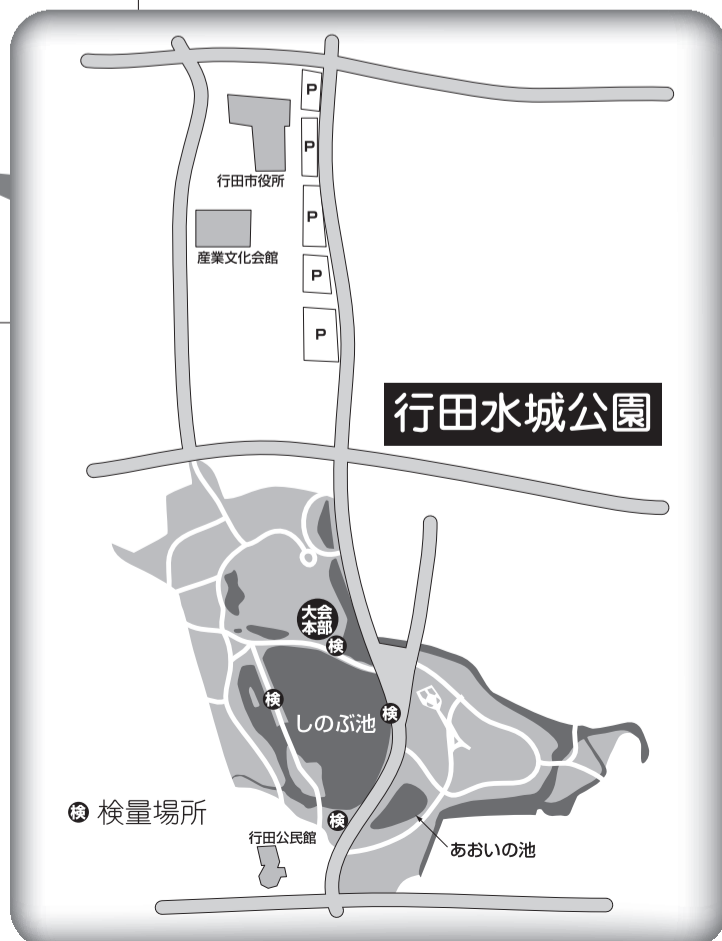 P
P
行田市役所
P
産業文化会館
P
P
行田水城公園
大会
本部
検
検
しのぶ池
検
検 検量場所
検
行田公民館
あおいの池